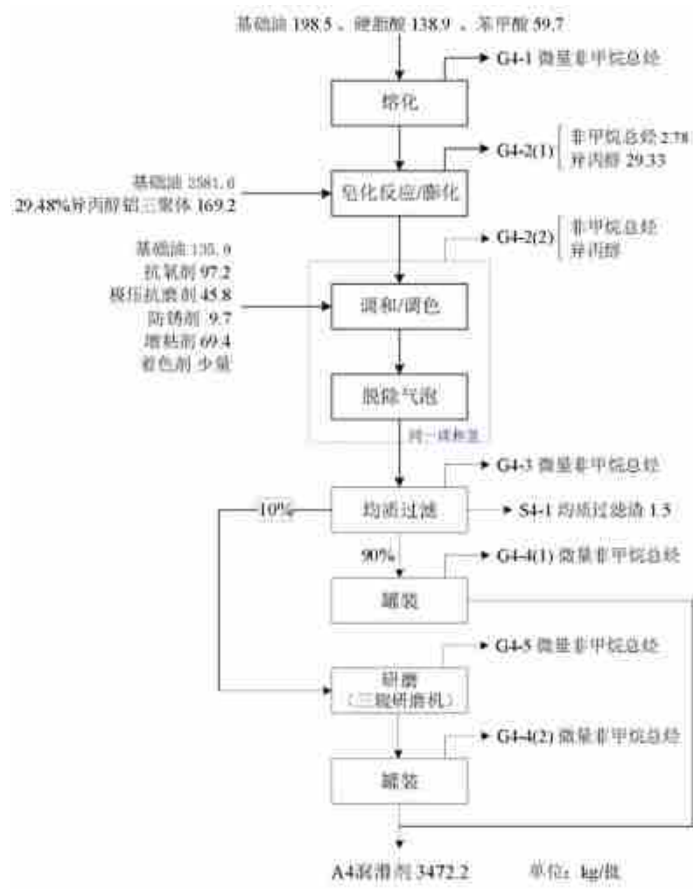 基础油 198.5 、硬脂酸 138.9 、苯甲酸 59.7
G4-1 微量非甲烷总烃
熔化
G4-2(1)
非甲烷总烃 2.78
异丙醇 29.33
基础油 2581.6
29.48%异丙醇铝三聚体 169.2
皂化反应/膨化
G4-2(2)
非甲烷总烃
异丙醇
基础油 135.9
抗氧剂 97.2
极压抗磨剂 45.8
防锈剂 9.7
增粘剂 69.4
着色剂 少量
调和/调色
脱除气泡
同一调和釜
G4-3 微量非甲烷总烃
10%
均质过滤
S4-1 均质过滤渣 1.5
90%
G4-4(1) 微量非甲烷总烃
罐装
G4-5 微量非甲烷总烃
研磨
（三辊研磨机）
G4-4(2) 微量非甲烷总烃
罐装
A4润滑剂 3472.2
单位：kg/批